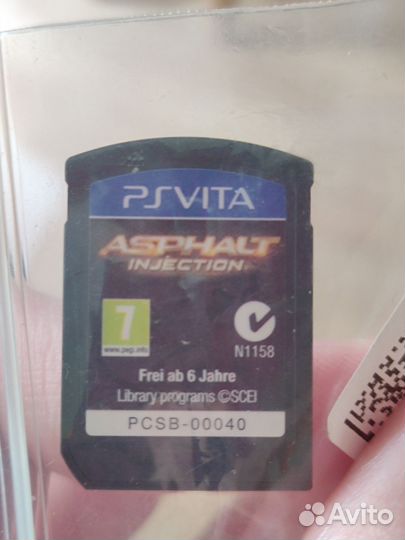 PSVITA
ASPHALT
INJECTION
7
www.pegi.info
N1158
Frei ab 6 Jahre
Library programs ©SCEI
PCSB-00040
Avito